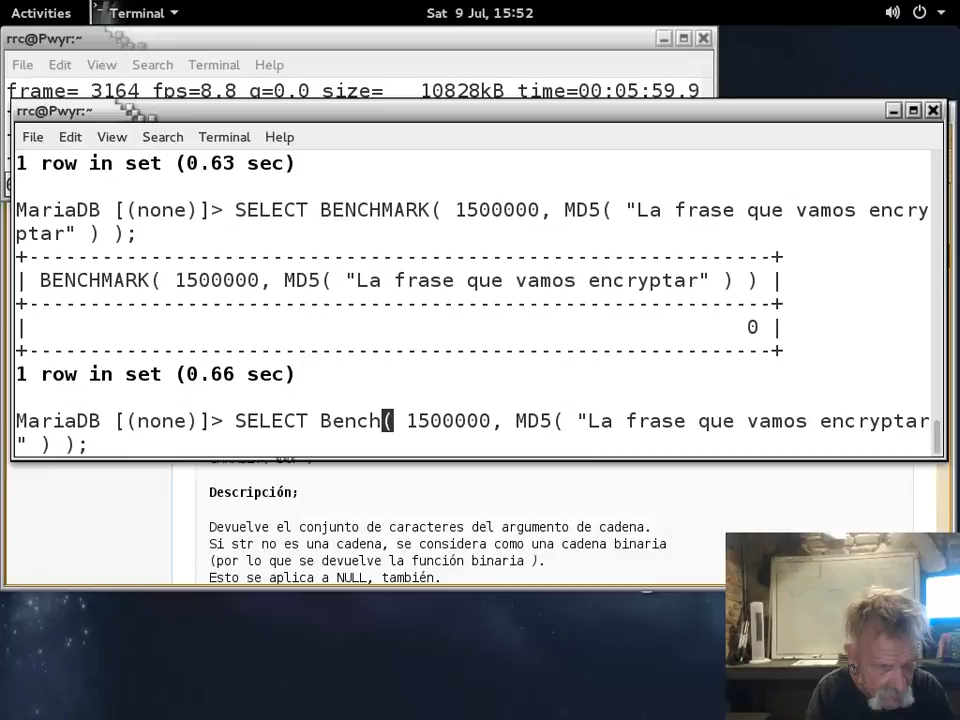 Activities Terminal Sat 9 Jul, 15:52
rrc@Pwyr:~
File Edit View Search Terminal Help
frame= 3164 fps=8.8 q=0.0 size= 10828kB time=00:05:59.9
rrc@Pwyr:~
File Edit View Search Terminal Help
1 row in set (0.63 sec)
MariaDB [(none)]> SELECT BENCHMARK( 1500000, MD5( "La frase que vamos encry
ptar" ) );
+--------------------------------------------------------------+
| BENCHMARK( 1500000, MD5( "La frase que vamos encryptar" ) ) |
+--------------------------------------------------------------+
| 0 |
+--------------------------------------------------------------+
1 row in set (0.66 sec)
MariaDB [(none)]> SELECT Bench( 1500000, MD5( "La frase que vamos encryptar
" ) );
Descripción;
Devuelve el conjunto de caracteres del argumento de cadena.
Si str no es una cadena, se considera como una cadena binaria
(por lo que se devuelve la función binaria ).
Esto se aplica a NULL, también.